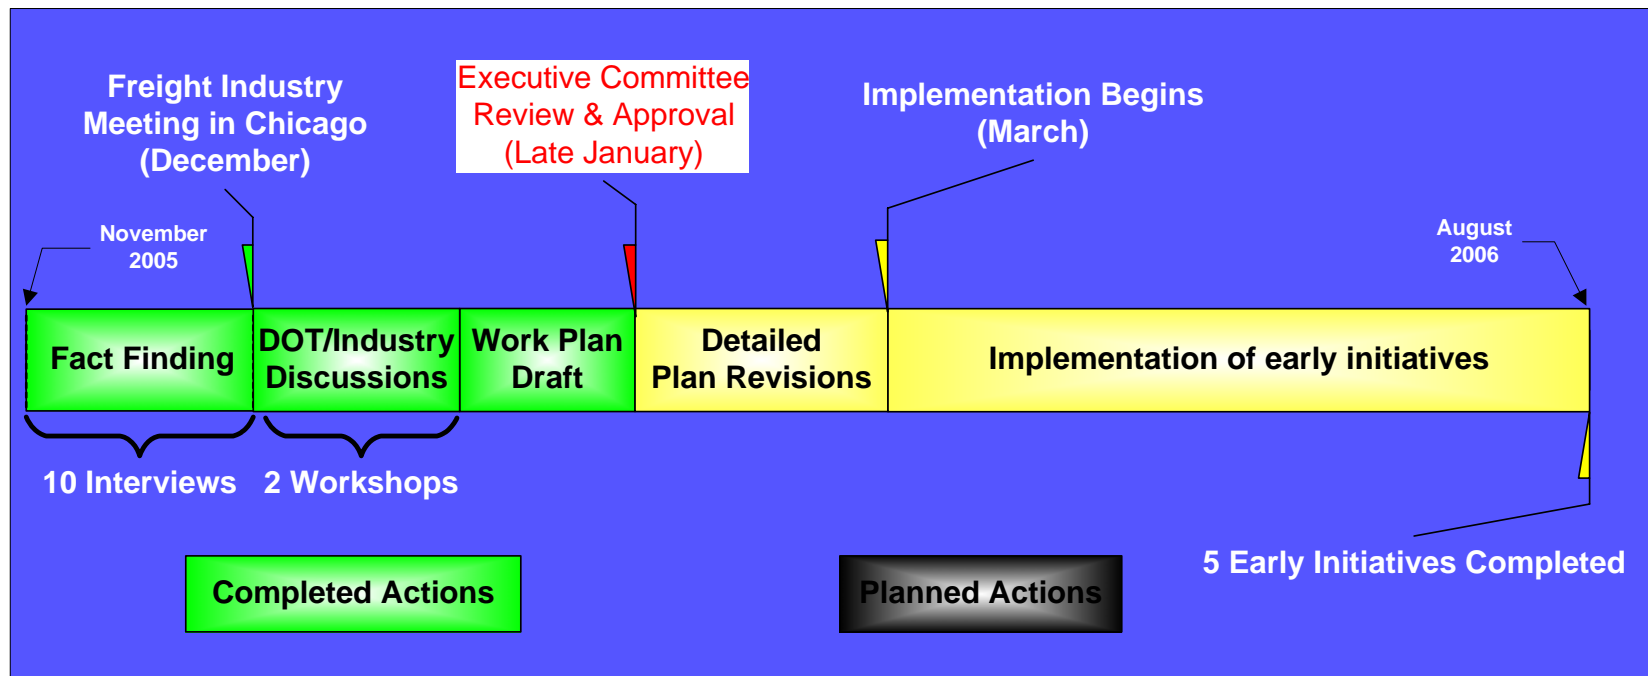 Freight Industry
Meeting in Chicago
(December)
Executive Committee
Review & Approval
(Late January)
Implementation Begins
(March)
November
2005
August
2006
Fact Finding
DOT/Industry
Discussions
Work Plan
Draft
Detailed
Plan Revisions
Implementation of early initiatives
10 Interviews
2 Workshops
5 Early Initiatives Completed
Completed Actions
Planned Actions